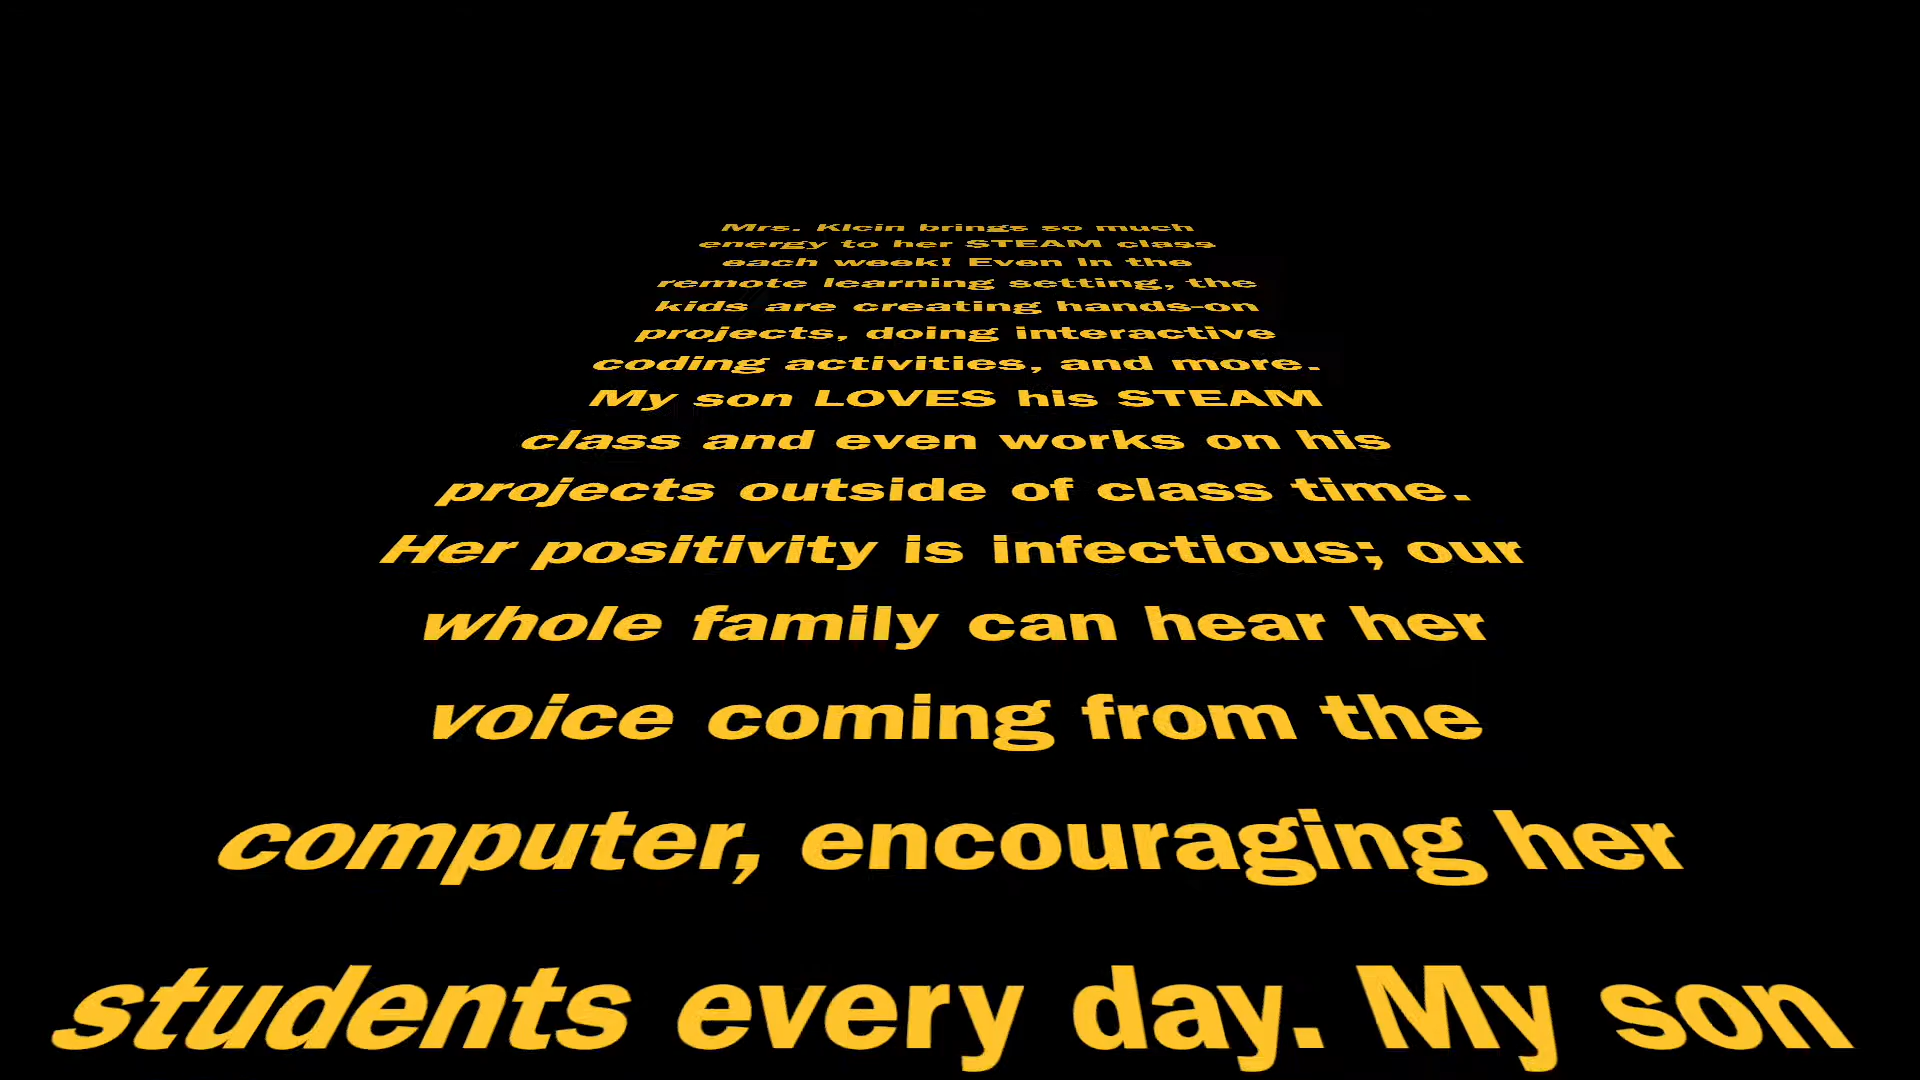 Mrs. Klein brings so much
energy to her STEAM class
each week! Even in the
remote learning setting, the
kids are creating hands-on
projects, doing interactive
coding activities, and more.
My son LOVES his STEAM
class and even works on his
projects outside of class time.
Her positivity is infectious; our
whole family can hear her
voice coming from the
computer, encouraging her
students every day. My son